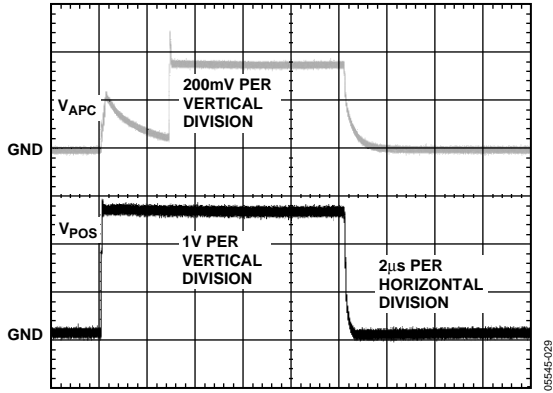 200mV PER
VERTICAL
DIVISION
VAPC
GND
VPOS
1V PER
VERTICAL
DIVISION
2μs PER
HORIZONTAL
DIVISION
GND
05545-029